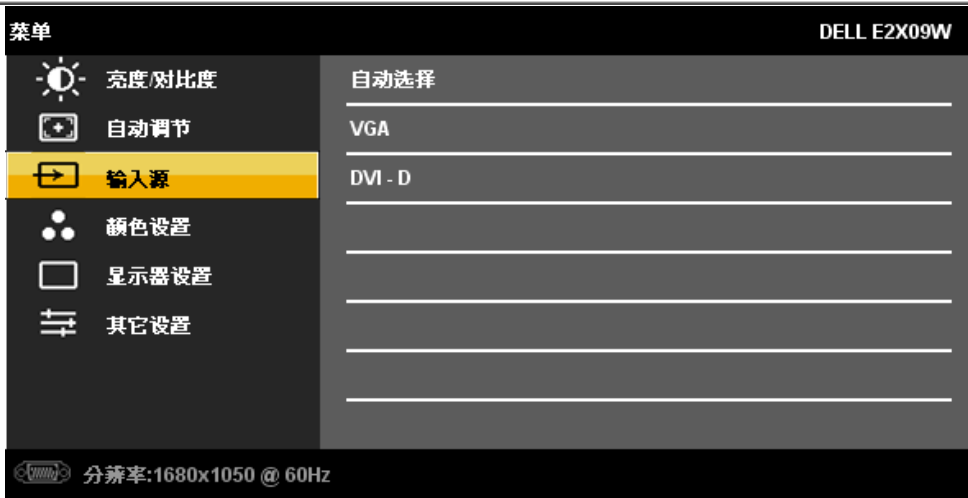 菜单
DELL E2X09W
亮度/对比度
自动调节
输入源
颜色设置
显示器设置
其它设置
自动选择
VGA
DVI - D
分辨率:1680x1050 @ 60Hz